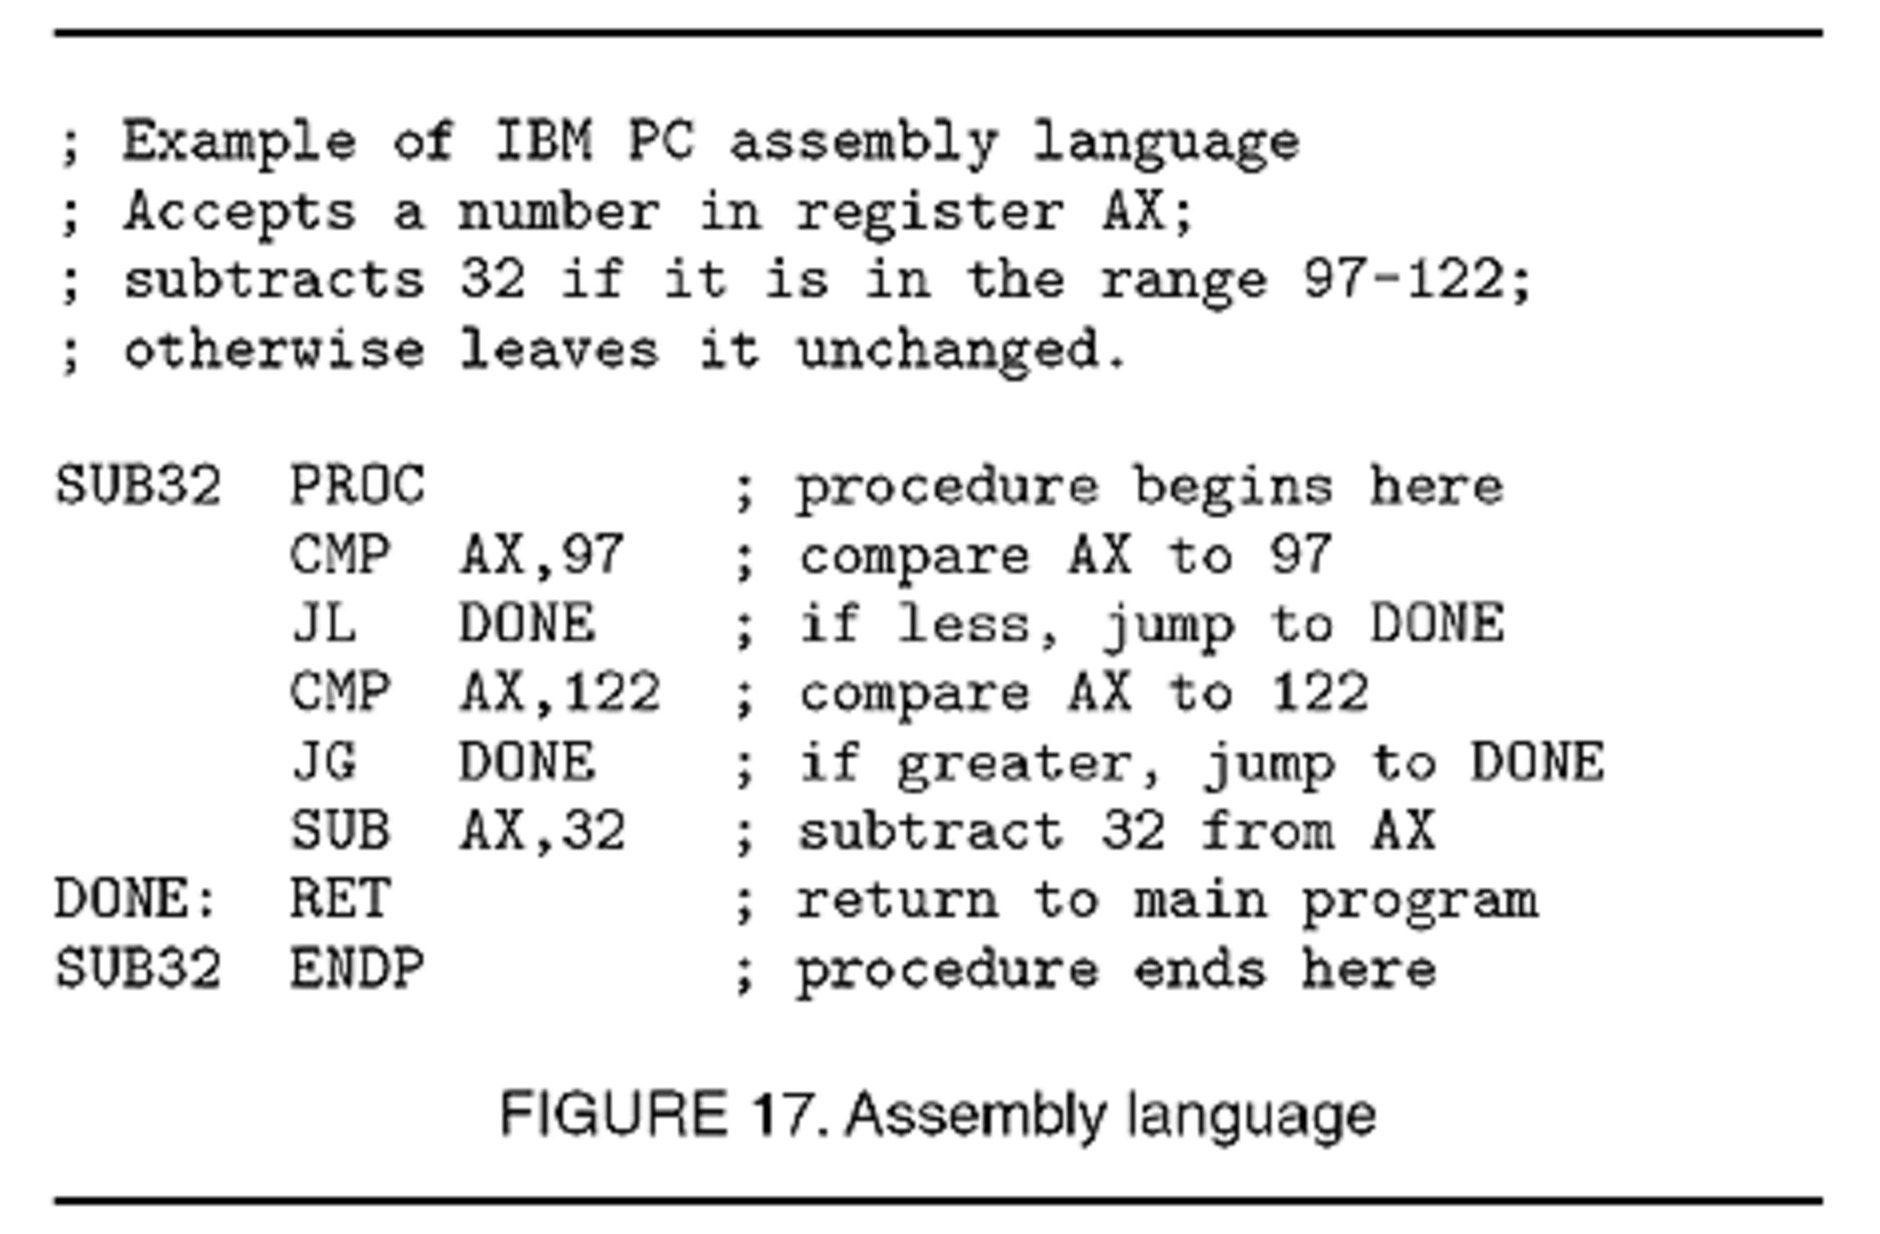 ; Example of IBM PC assembly language
; Accepts a number in register AX;
; subtracts 32 if it is in the range 97-122;
; otherwise leaves it unchanged.
SUB32  PROC         ; procedure begins here
       CMP  AX,97   ; compare AX to 97
       JL   DONE    ; if less, jump to DONE
       CMP  AX,122  ; compare AX to 122
       JG   DONE    ; if greater, jump to DONE
       SUB  AX,32   ; subtract 32 from AX
DONE:  RET          ; return to main program
SUB32  ENDP         ; procedure ends here
FIGURE 17. Assembly language